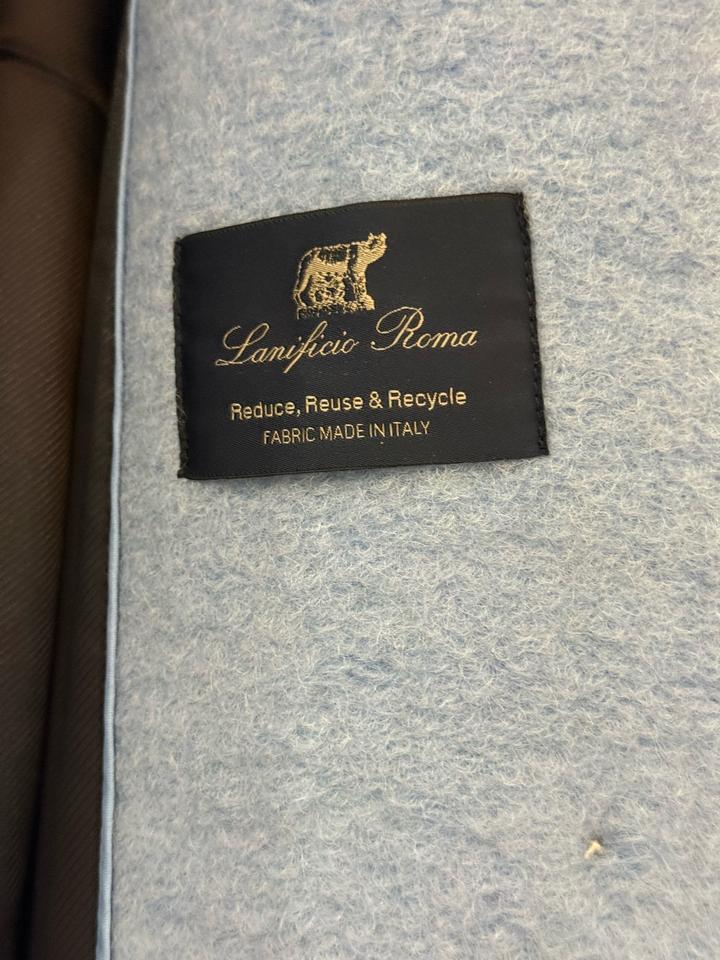 Lanificio Roma
Reduce, Reuse & Recycle
FABRIC MADE IN ITALY